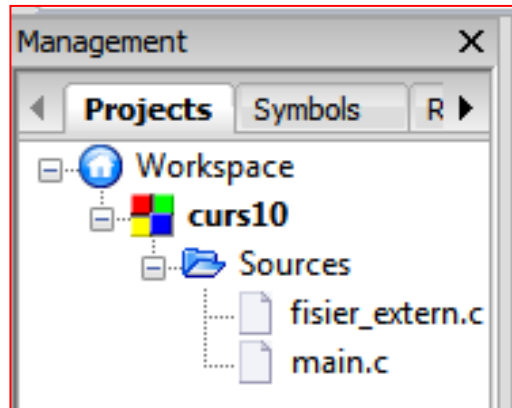 Management X
Projects Symbols R
Workspace
curs10
Sources
fisier_extern.c
main.c